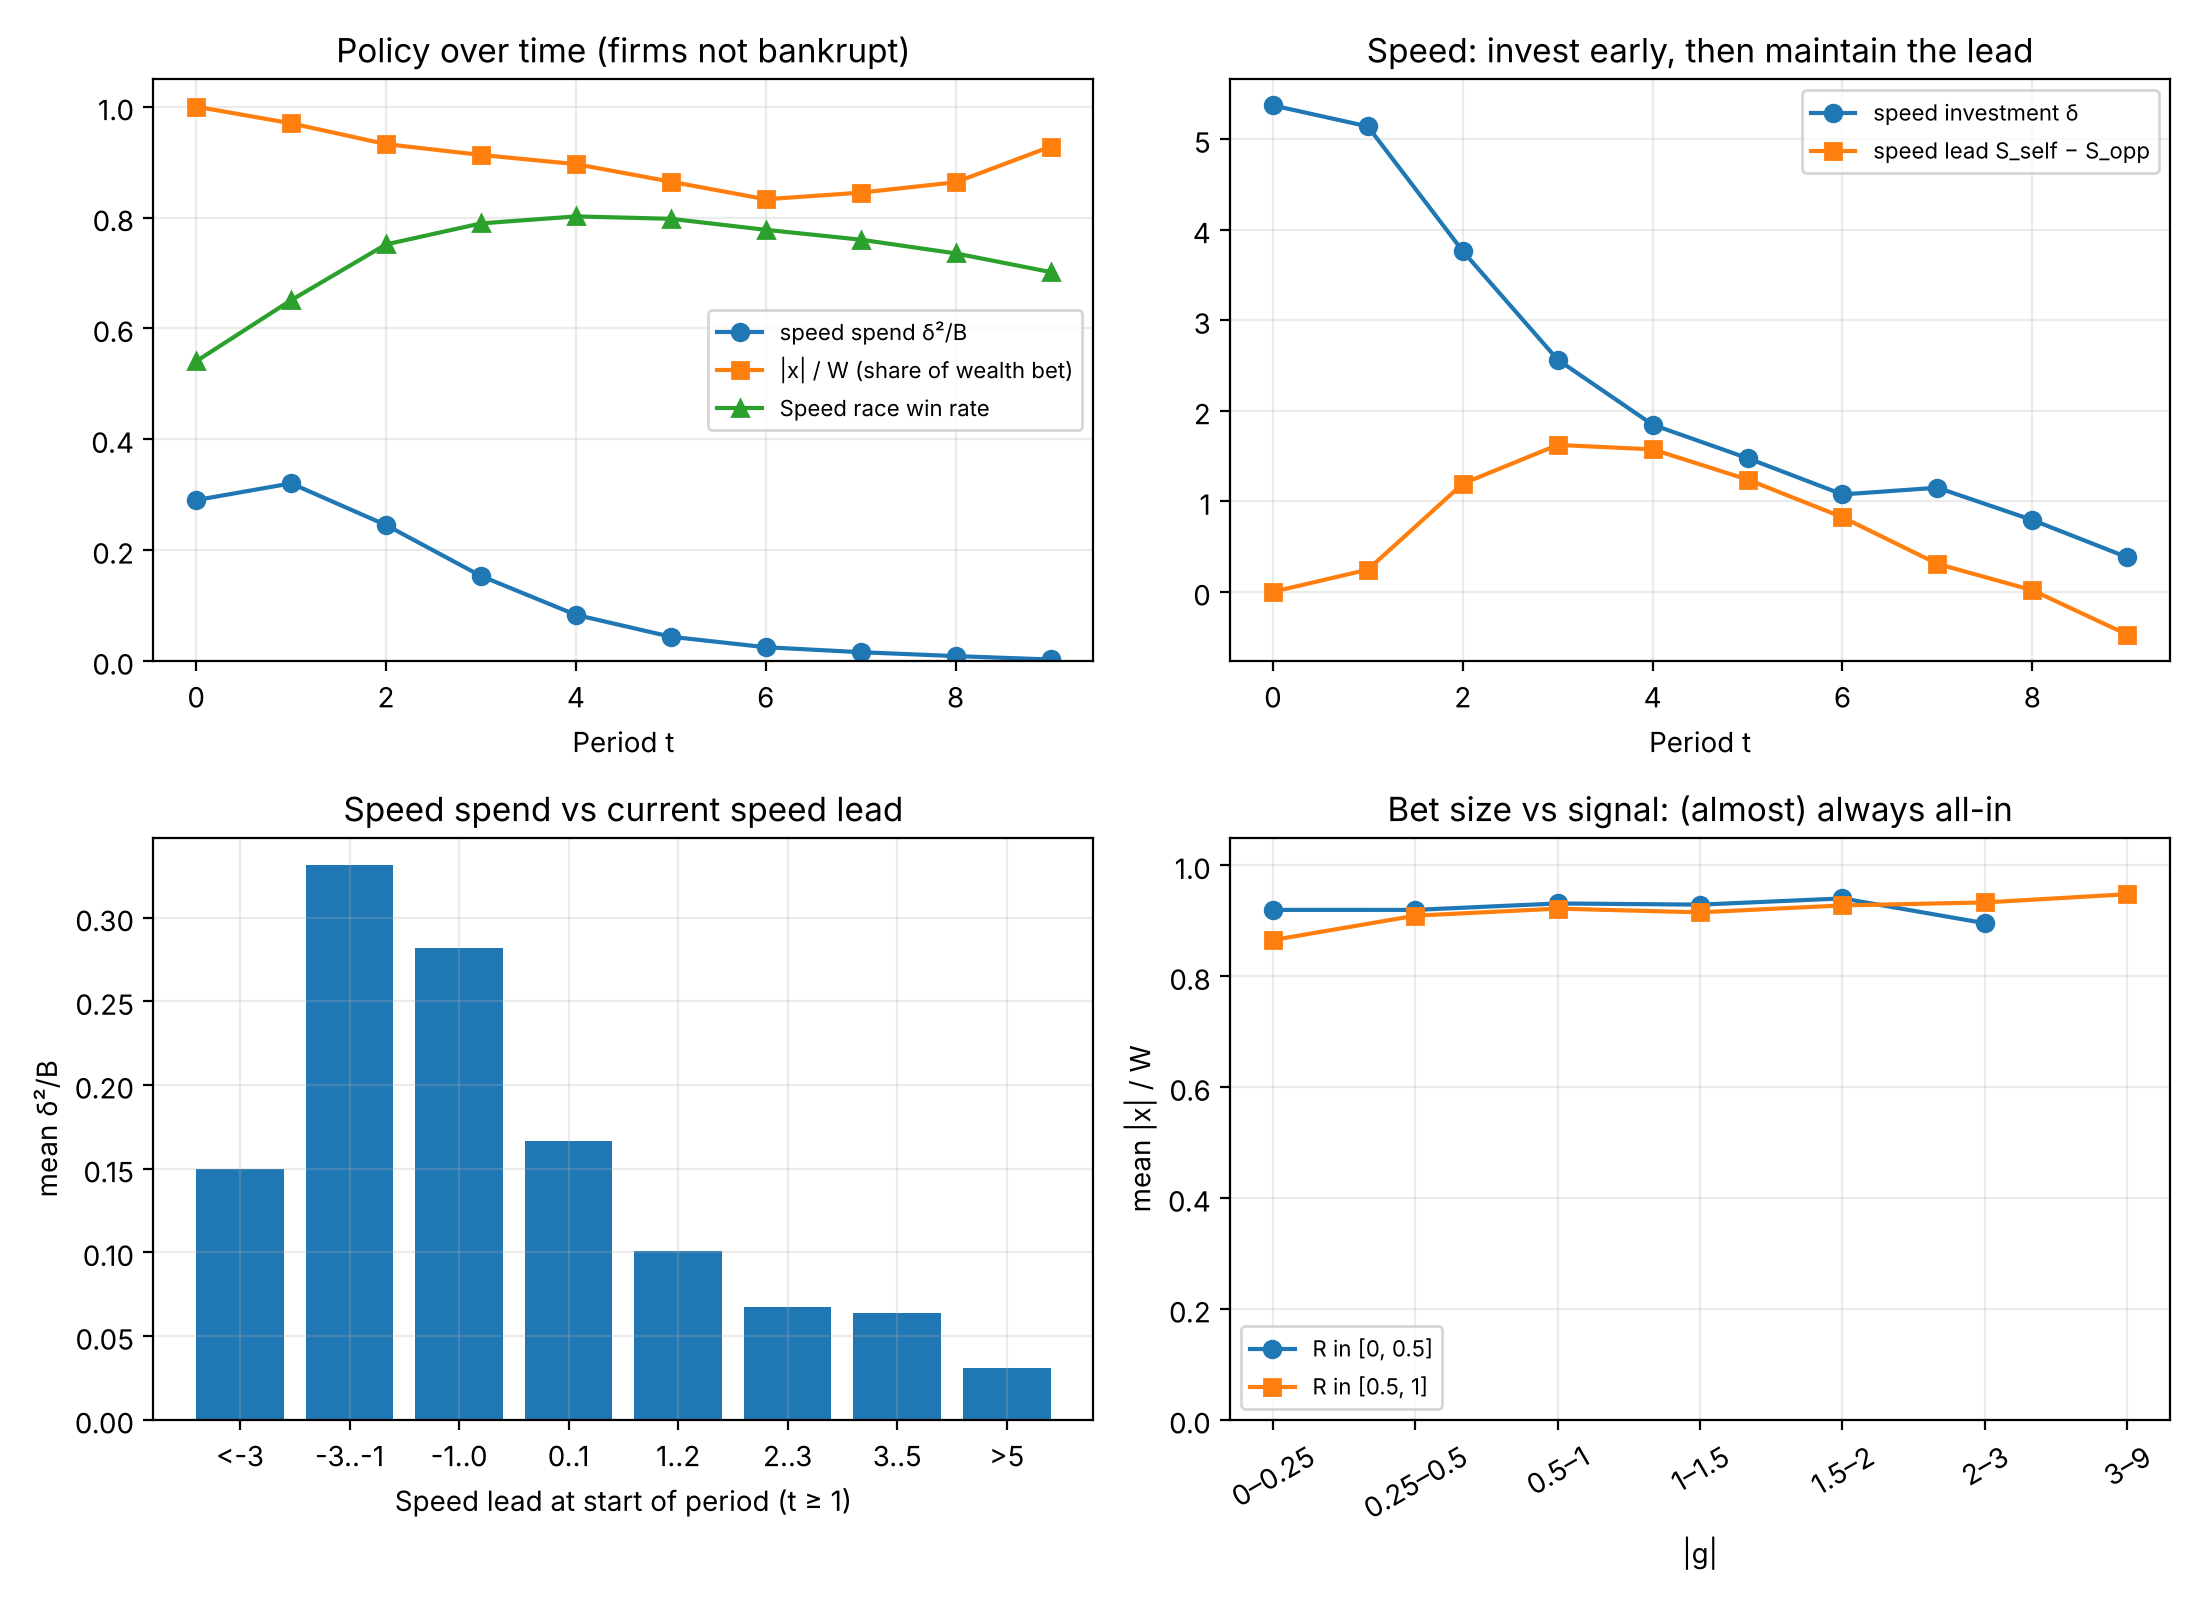 Policy over time (firms not bankrupt)
1.0
0.8
0.6
0.4
0.2
0.0
speed spend δ²/B
|x| / W (share of wealth bet)
Speed race win rate
0 2 4 6 8
Period t
Speed: invest early, then maintain the lead
5
4
3
2
1
0
speed investment δ
speed lead S_self − S_opp
0 2 4 6 8
Period t
Speed spend vs current speed lead
mean δ²/B
0.30
0.25
0.20
0.15
0.10
0.05
0.00
<-3 -3..-1 -1..0 0..1 1..2 2..3 3..5 >5
Speed lead at start of period (t ≥ 1)
Bet size vs signal: (almost) always all-in
mean |x| / W
1.0
0.8
0.6
0.4
0.2
0.0
R in [0, 0.5]
R in [0.5, 1]
0–0.25 0.25–0.5 0.5–1 1–1.5 1.5–2 2–3 3–9
|g|